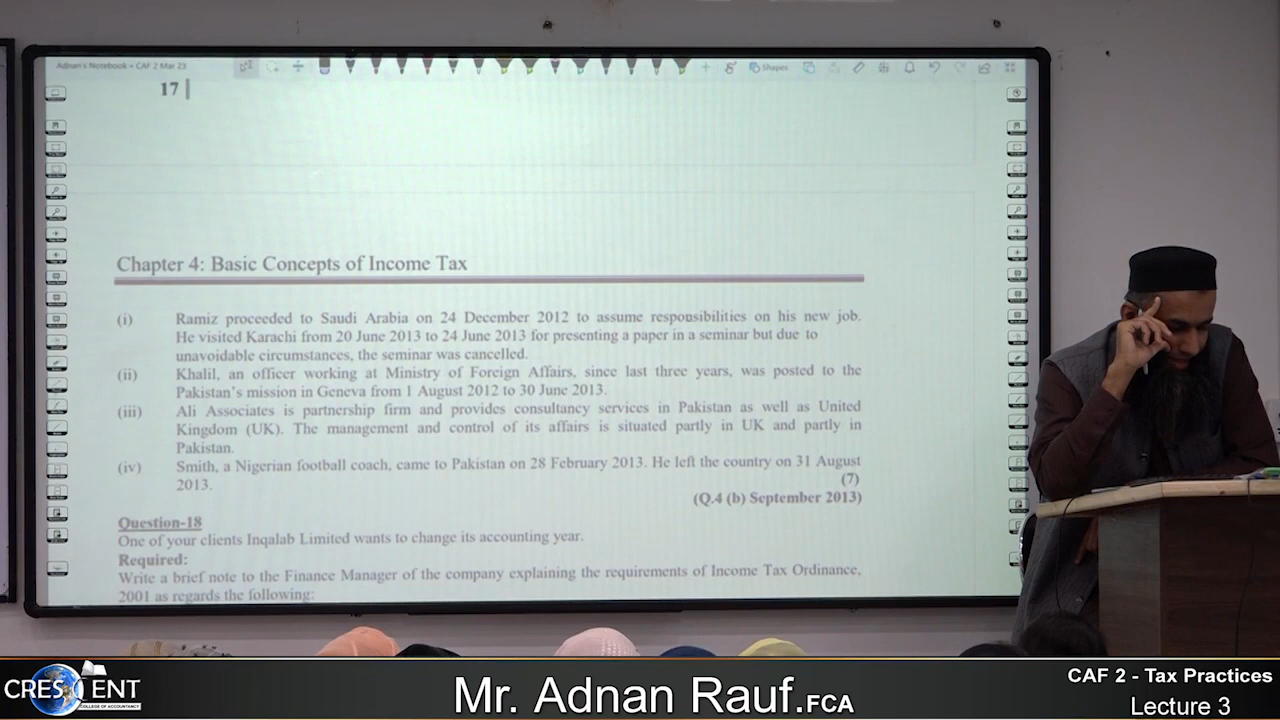 Adnan's Notebook • CAF 2 Mar 23
Shapes
17
Chapter 4: Basic Concepts of Income Tax
(i) Ramiz proceeded to Saudi Arabia on 24 December 2012 to assume responsibilities on his new job.
He visited Karachi from 20 June 2013 to 24 June 2013 for presenting a paper in a seminar but due to
unavoidable circumstances, the seminar was cancelled.
(ii) Khalil, an officer working at Ministry of Foreign Affairs, since last three years, was posted to the
Pakistan's mission in Geneva from 1 August 2012 to 30 June 2013.
(iii) Ali Associates is partnership firm and provides consultancy services in Pakistan as well as United
Kingdom (UK). The management and control of its affairs is situated partly in UK and partly in
Pakistan.
(iv) Smith, a Nigerian football coach, came to Pakistan on 28 February 2013. He left the country on 31 August
2013.
(7)
(Q.4 (b) September 2013)
Question-18
One of your clients Inqalab Limited wants to change its accounting year.
Required:
Write a brief note to the Finance Manager of the company explaining the requirements of Income Tax Ordinance,
2001 as regards the following:
CRESCENT
COLLEGE OF ACCOUNTANCY
Mr. Adnan Rauf.FCA
CAF 2 - Tax Practices
Lecture 3